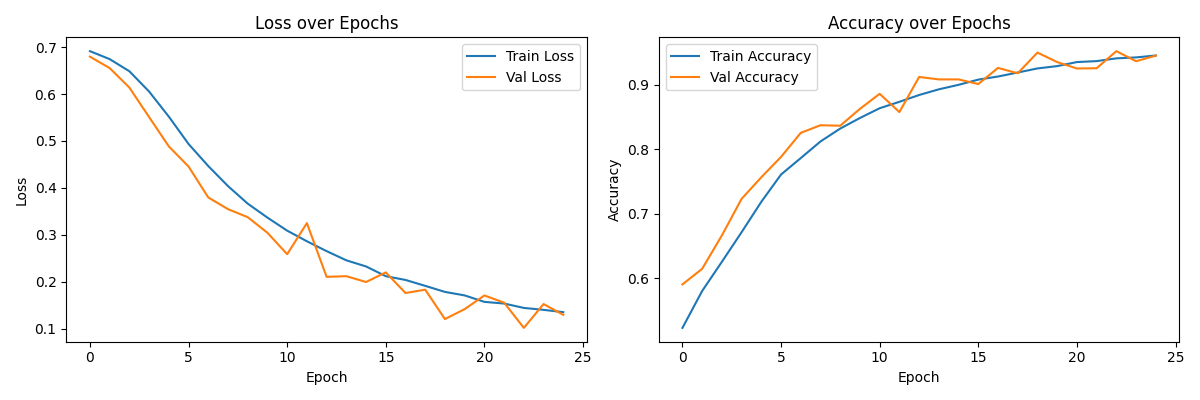 Loss over Epochs
0.7
0.6
0.5
0.4
0.3
0.2
0.1
Loss
Train Loss
Val Loss
0 5 10 15 20 25
Epoch
Accuracy over Epochs
0.9
0.8
0.7
0.6
Accuracy
Train Accuracy
Val Accuracy
0 5 10 15 20 25
Epoch